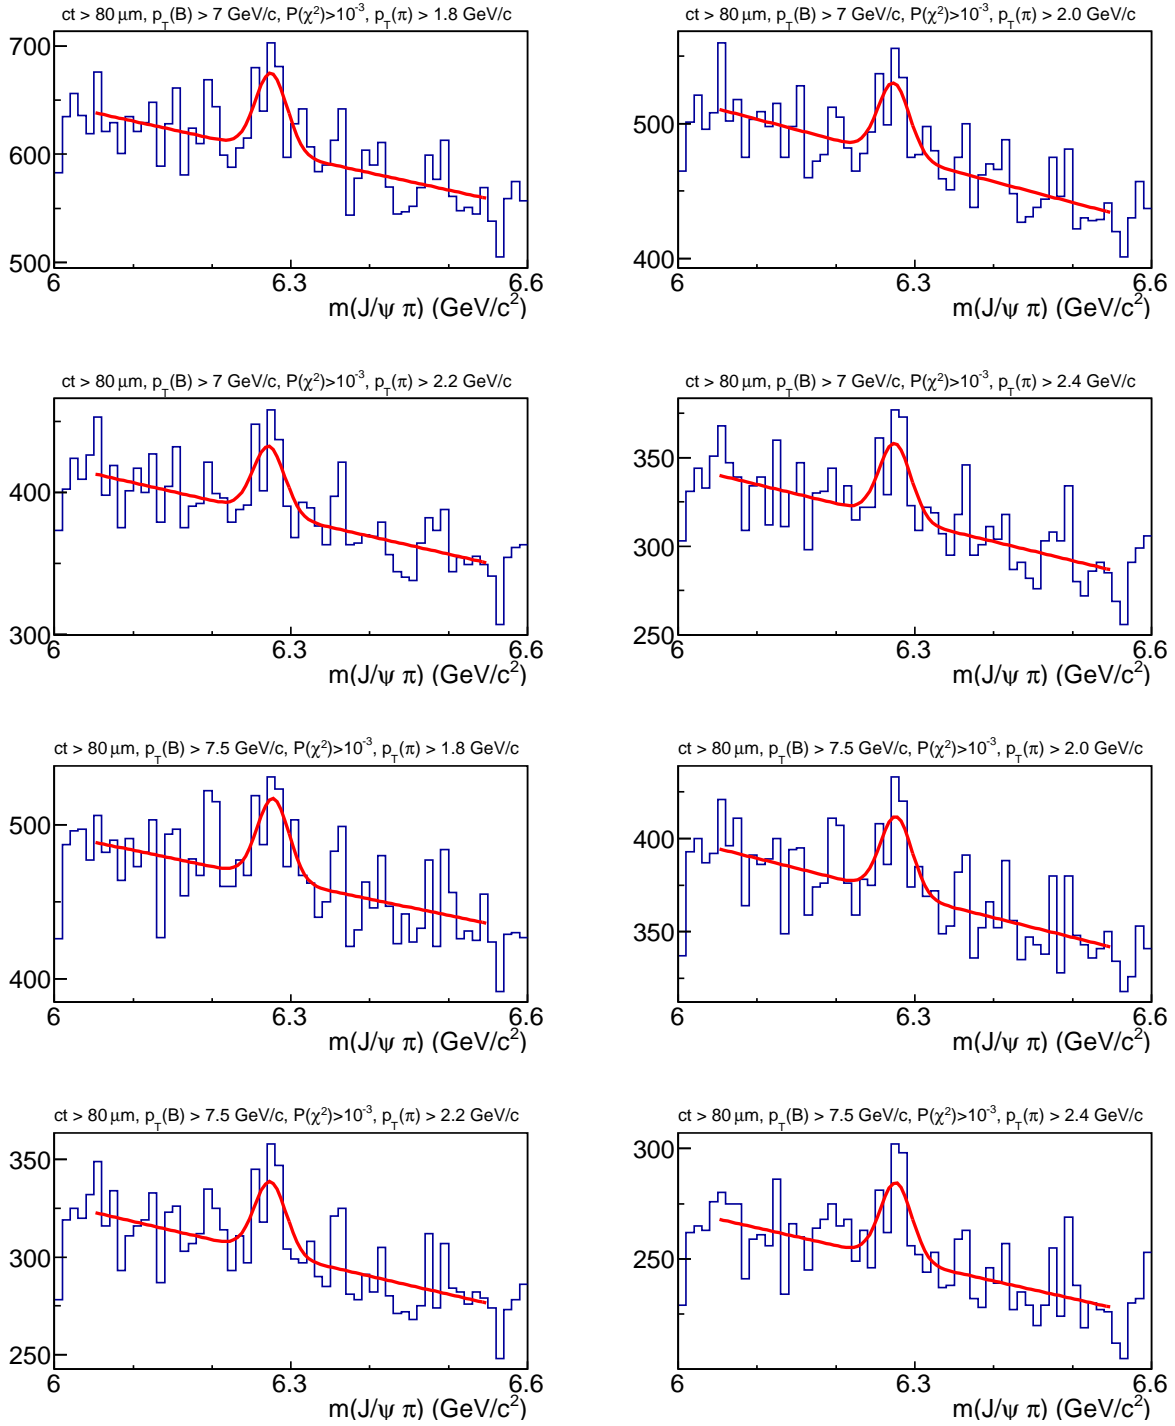 ct > 80 μm, p_T(B) > 7 GeV/c, P(χ²)>10⁻³, p_T(π) > 1.8 GeV/c
700
600
500
6 6.3 6.6
m(J/ψ π) (GeV/c²)
ct > 80 μm, p_T(B) > 7 GeV/c, P(χ²)>10⁻³, p_T(π) > 2.0 GeV/c
500
400
6 6.3 6.6
m(J/ψ π) (GeV/c²)
ct > 80 μm, p_T(B) > 7 GeV/c, P(χ²)>10⁻³, p_T(π) > 2.2 GeV/c
400
300
6 6.3 6.6
m(J/ψ π) (GeV/c²)
ct > 80 μm, p_T(B) > 7 GeV/c, P(χ²)>10⁻³, p_T(π) > 2.4 GeV/c
350
300
250
6 6.3 6.6
m(J/ψ π) (GeV/c²)
ct > 80 μm, p_T(B) > 7.5 GeV/c, P(χ²)>10⁻³, p_T(π) > 1.8 GeV/c
500
400
6 6.3 6.6
m(J/ψ π) (GeV/c²)
ct > 80 μm, p_T(B) > 7.5 GeV/c, P(χ²)>10⁻³, p_T(π) > 2.0 GeV/c
400
350
6 6.3 6.6
m(J/ψ π) (GeV/c²)
ct > 80 μm, p_T(B) > 7.5 GeV/c, P(χ²)>10⁻³, p_T(π) > 2.2 GeV/c
350
300
250
6 6.3 6.6
m(J/ψ π) (GeV/c²)
ct > 80 μm, p_T(B) > 7.5 GeV/c, P(χ²)>10⁻³, p_T(π) > 2.4 GeV/c
300
250
6 6.3 6.6
m(J/ψ π) (GeV/c²)